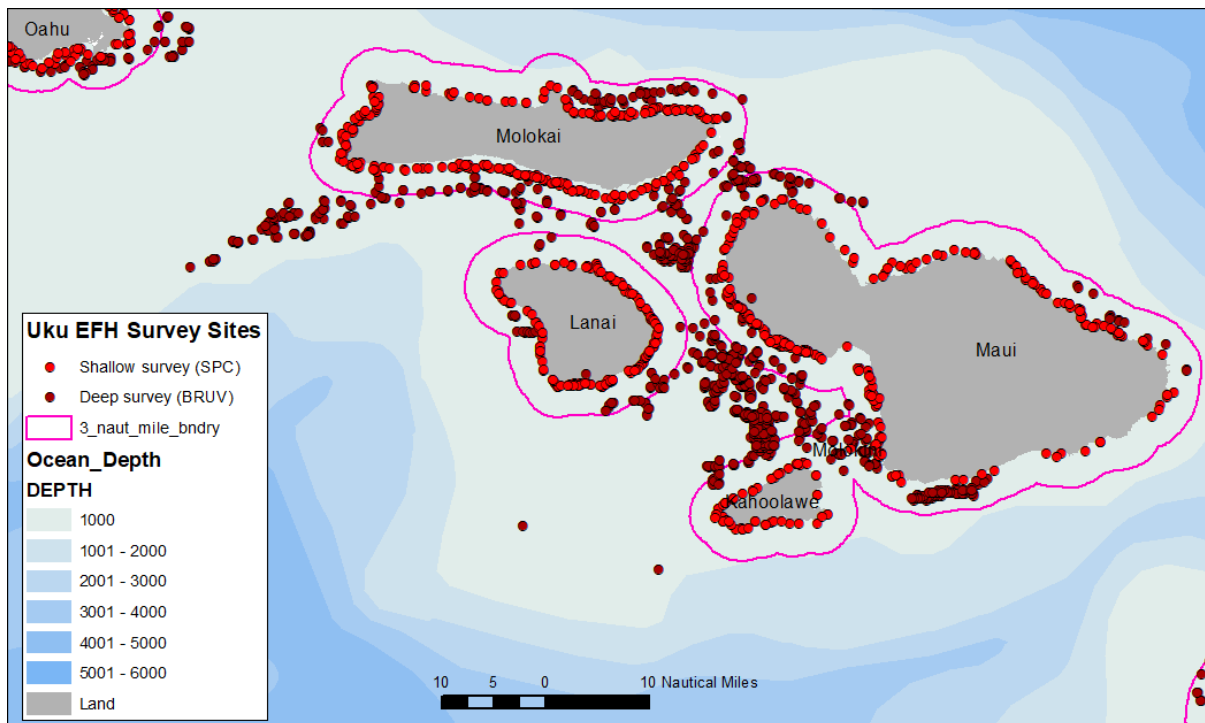 Oahu
Molokai
Lanai
Maui
Kahoolawe
Uku EFH Survey Sites
Shallow survey (SPC)
Deep survey (BRUV)
3_naut_mile_bndry
Ocean_Depth
DEPTH
1000
1001 - 2000
2001 - 3000
3001 - 4000
4001 - 5000
5001 - 6000
Land
10 5 0 10 Nautical Miles